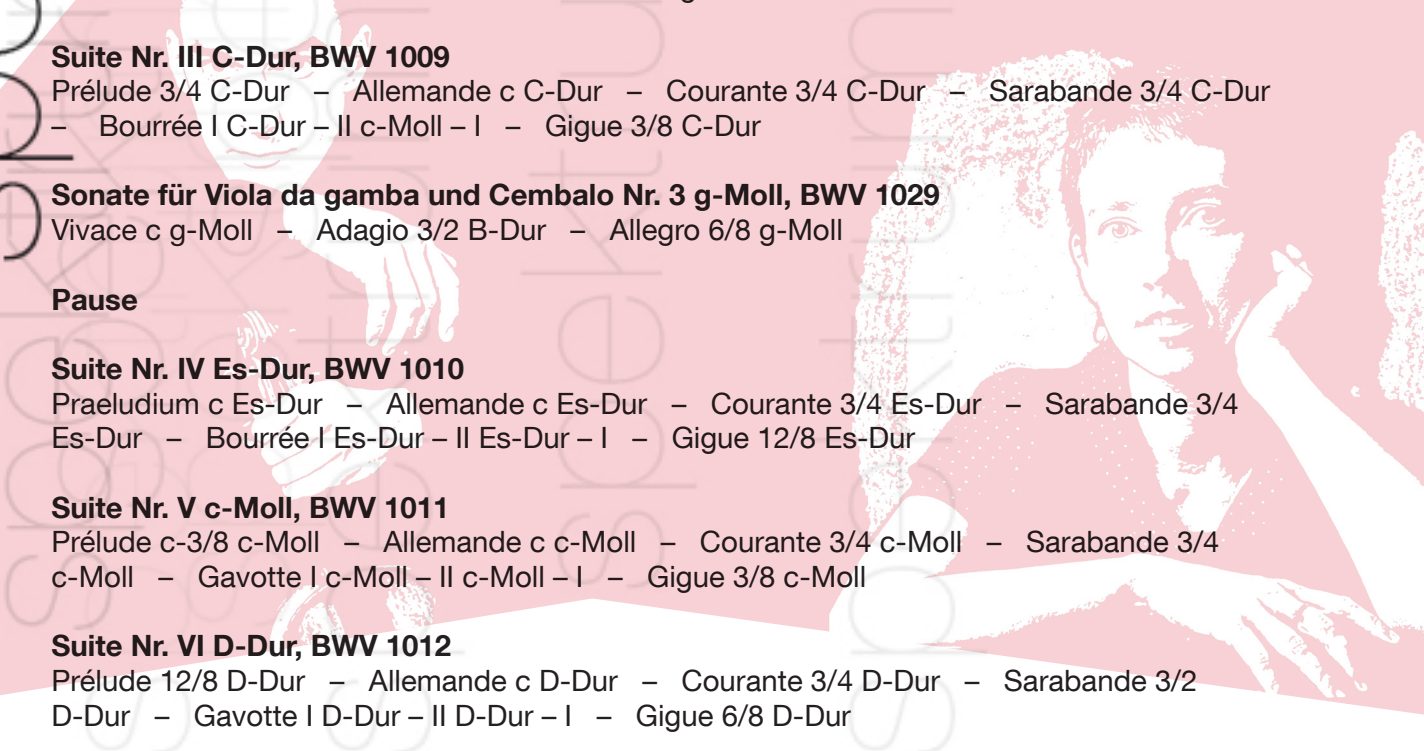 Suite Nr. III C-Dur, BWV 1009
Prélude 3/4 C-Dur – Allemande c C-Dur – Courante 3/4 C-Dur – Sarabande 3/4 C-Dur
– Bourrée I C-Dur – II c-Moll – I – Gigue 3/8 C-Dur
Sonate für Viola da gamba und Cembalo Nr. 3 g-Moll, BWV 1029
Vivace c g-Moll – Adagio 3/2 B-Dur – Allegro 6/8 g-Moll
Pause
Suite Nr. IV Es-Dur, BWV 1010
Praeludium c Es-Dur – Allemande c Es-Dur – Courante 3/4 Es-Dur – Sarabande 3/4
Es-Dur – Bourrée I Es-Dur – II Es-Dur – I – Gigue 12/8 Es-Dur
Suite Nr. V c-Moll, BWV 1011
Prélude c-3/8 c-Moll – Allemande c c-Moll – Courante 3/4 c-Moll – Sarabande 3/4
c-Moll – Gavotte I c-Moll – II c-Moll – I – Gigue 3/8 c-Moll
Suite Nr. VI D-Dur, BWV 1012
Prélude 12/8 D-Dur – Allemande c D-Dur – Courante 3/4 D-Dur – Sarabande 3/2
D-Dur – Gavotte I D-Dur – II D-Dur – I – Gigue 6/8 D-Dur